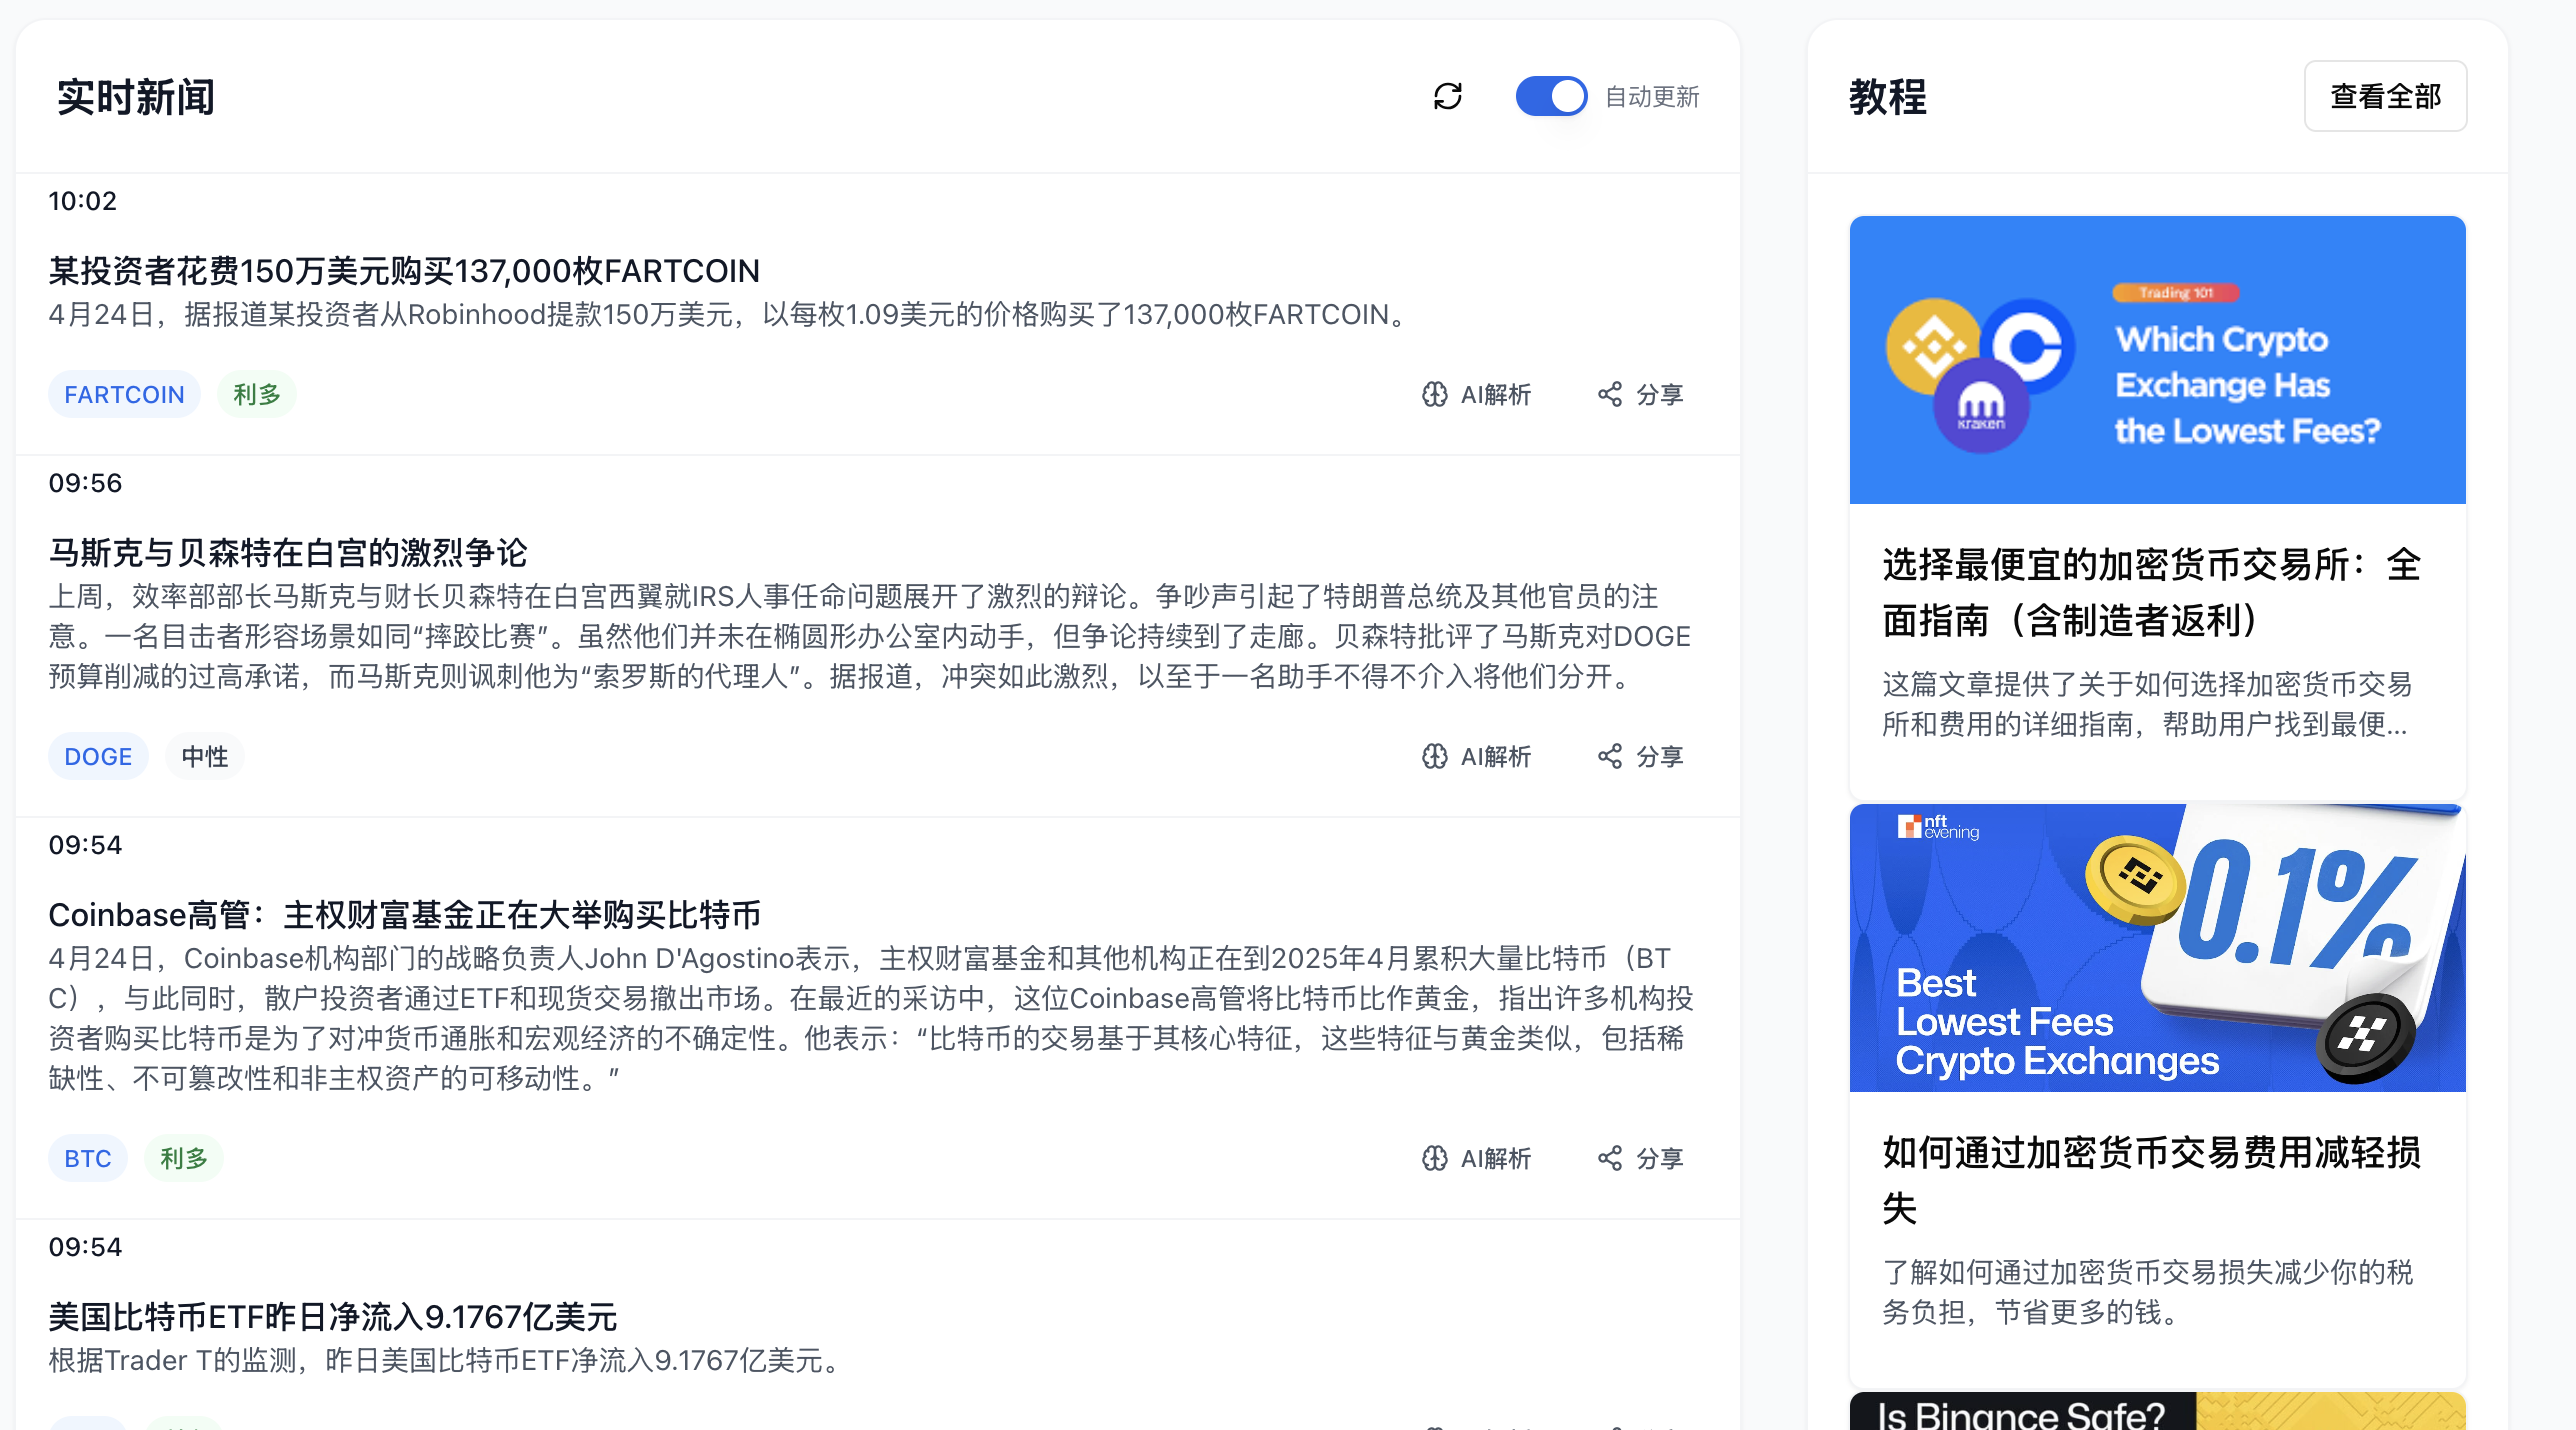 实时新闻
自动更新
10:02
某投资者花费150万美元购买137,000枚FARTCOIN
4月24日，据报道某投资者从Robinhood提款150万美元，以每枚1.09美元的价格购买了137,000枚FARTCOIN。
FARTCOIN 利多
AI解析 分享
09:56
马斯克与贝森特在白宫的激烈争论
上周，效率部部长马斯克与财长贝森特在白宫西翼就IRS人事任命问题展开了激烈的辩论。争吵声引起了特朗普总统及其他官员的注
意。一名目击者形容场景如同“摔跤比赛”。虽然他们并未在椭圆形办公室内动手，但争论持续到了走廊。贝森特批评了马斯克对DOGE
预算削减的过高承诺，而马斯克则讽刺他为“索罗斯的代理人”。据报道，冲突如此激烈，以至于一名助手不得不介入将他们分开。
DOGE 中性
AI解析 分享
09:54
Coinbase高管：主权财富基金正在大举购买比特币
4月24日，Coinbase机构部门的战略负责人John D'Agostino表示，主权财富基金和其他机构正在到2025年4月累积大量比特币（BT
C），与此同时，散户投资者通过ETF和现货交易撤出市场。在最近的采访中，这位Coinbase高管将比特币比作黄金，指出许多机构投
资者购买比特币是为了对冲货币通胀和宏观经济的不确定性。他表示：“比特币的交易基于其核心特征，这些特征与黄金类似，包括稀
缺性、不可篡改性和非主权资产的可移动性。”
BTC 利多
AI解析 分享
09:54
美国比特币ETF昨日净流入9.1767亿美元
根据Trader T的监测，昨日美国比特币ETF净流入9.1767亿美元。
教程
查看全部
Trading 101
Which Crypto
Exchange Has
the Lowest Fees?
kraken
选择最便宜的加密货币交易所：全
面指南（含制造者返利）
这篇文章提供了关于如何选择加密货币交易
所和费用的详细指南，帮助用户找到最便...
nft
evening
0.1%
Best
Lowest Fees
Crypto Exchanges
如何通过加密货币交易费用减轻损
失
了解如何通过加密货币交易损失减少你的税
务负担，节省更多的钱。
Is Binance Safe?